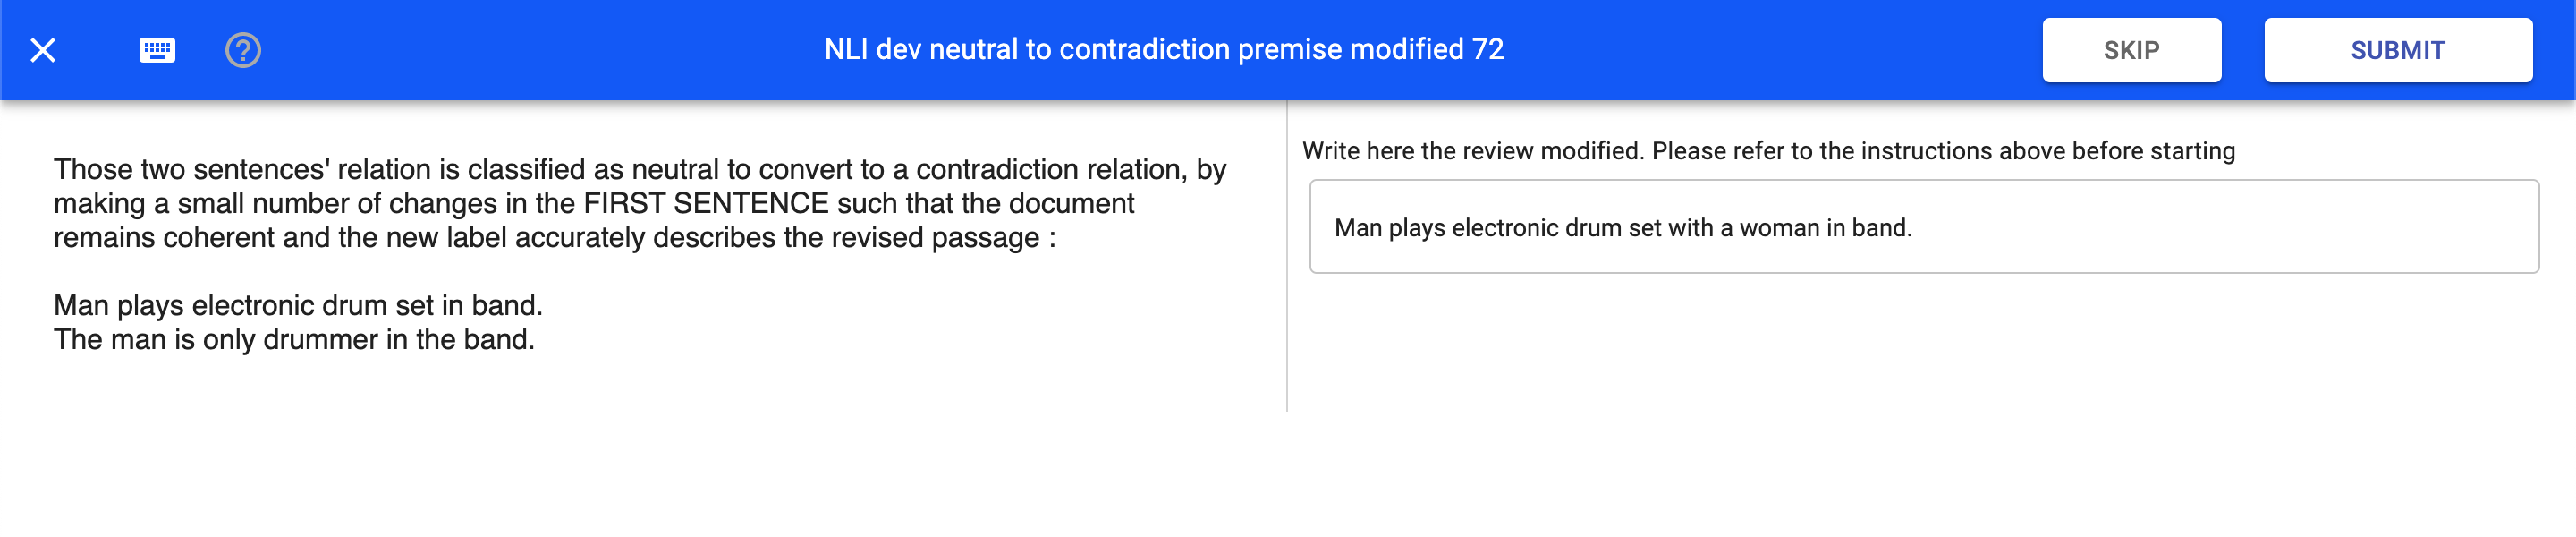 NLI dev neutral to contradiction premise modified 72
SKIP
SUBMIT
Those two sentences' relation is classified as neutral to convert to a contradiction relation, by
making a small number of changes in the FIRST SENTENCE such that the document
remains coherent and the new label accurately describes the revised passage :
Man plays electronic drum set in band.
The man is only drummer in the band.
Write here the review modified. Please refer to the instructions above before starting
Man plays electronic drum set with a woman in band.